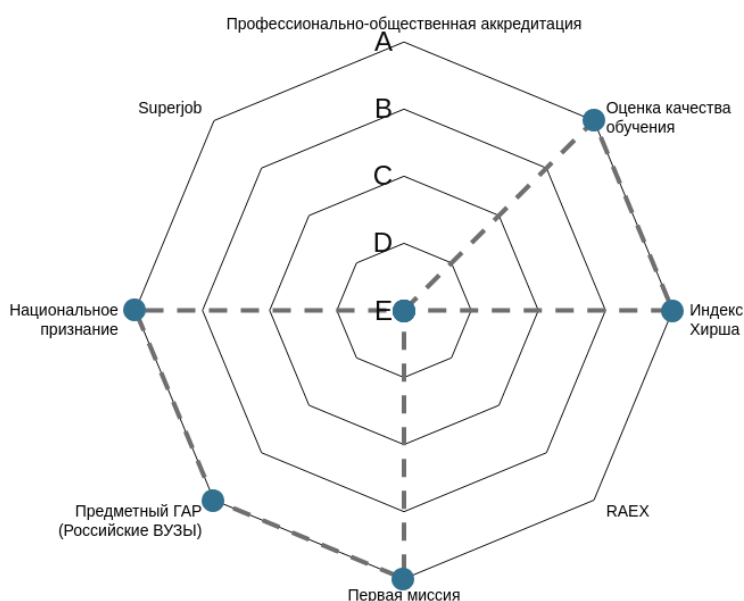 Профессионально-общественная аккредитация
A
Superjob
B
Оценка качества
обучения
C
D
Национальное
признание
E
Индекс
Хирша
Предметный ГАР
(Российские ВУЗЫ)
RAEX
Первая миссия